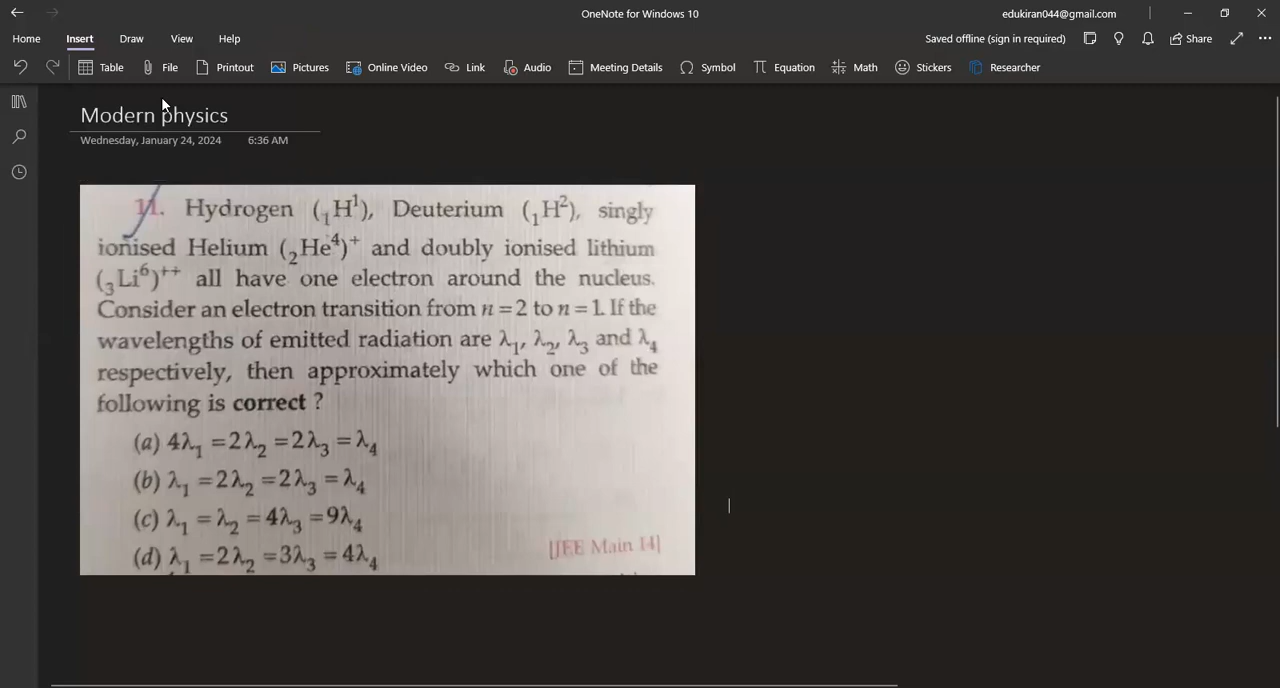 OneNote for Windows 10
edukiran044@gmail.com
Home
Insert
Draw
View
Help
Saved offline (sign in required)
Share
Table
File
Printout
Pictures
Online Video
Link
Audio
Meeting Details
Symbol
Equation
Math
Stickers
Researcher
Modern physics
Wednesday, January 24, 2024 6:36 AM
11. Hydrogen (₁H¹), Deuterium (₁H²), singly
ionised Helium (₂He⁴)⁺ and doubly ionised lithium
(₃Li⁶)⁺⁺ all have one electron around the nucleus.
Consider an electron transition from n = 2 to n = 1. If the
wavelengths of emitted radiation are λ₁, λ₂, λ₃ and λ₄
respectively, then approximately which one of the
following is correct ?
(a) 4λ₁ = 2λ₂ = 2λ₃ = λ₄
(b) λ₁ = 2λ₂ = 2λ₃ = λ₄
(c) λ₁ = λ₂ = 4λ₃ = 9λ₄
(d) λ₁ = 2λ₂ = 3λ₃ = 4λ₄
[JEE Main 14]